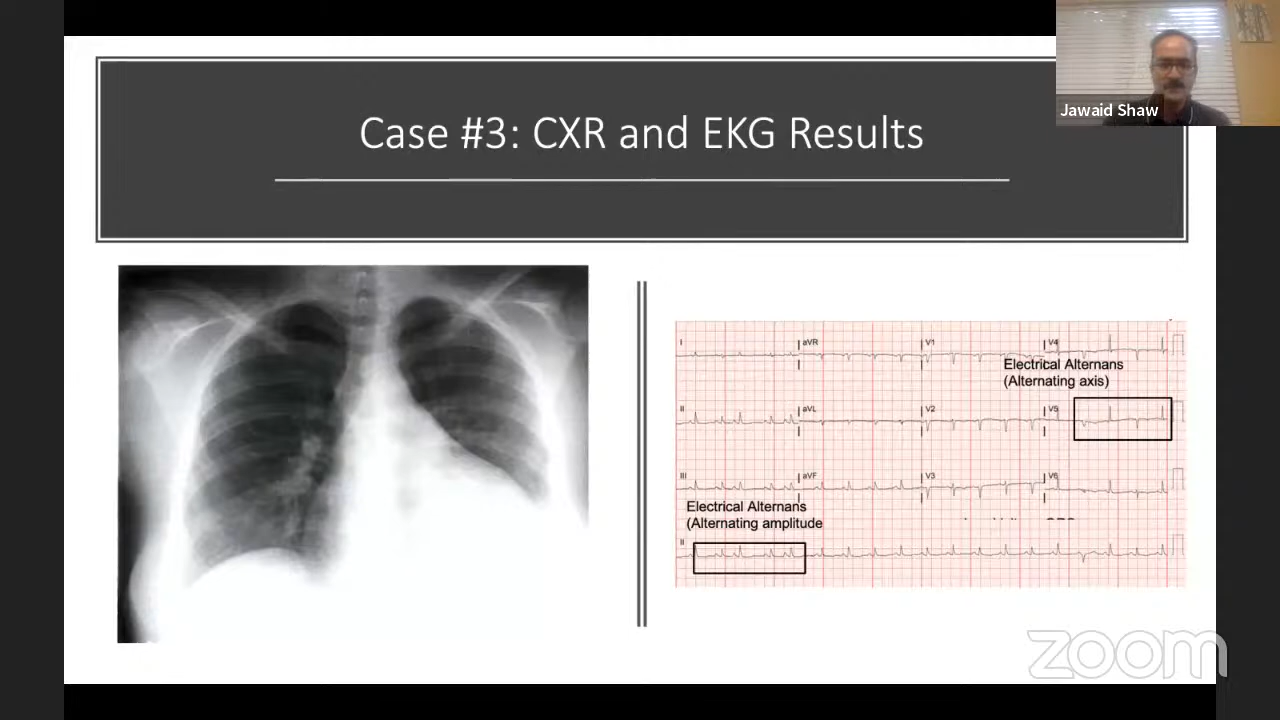 Jawaid Shaw
Case #3: CXR and EKG Results
I
aVR
V1
V4
Electrical Alternans
(Alternating axis)
II
aVL
V2
V5
III
aVF
V3
V6
Electrical Alternans
(Alternating amplitude
II
zoom